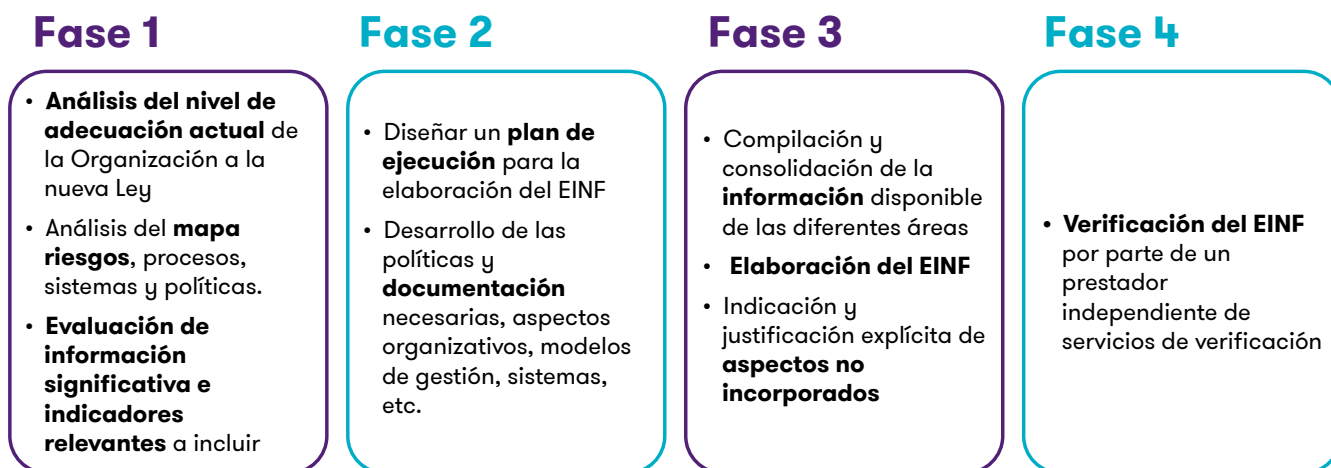 Fase 1
• Análisis del nivel de
adecuación actual de
la Organización a la
nueva Ley
• Análisis del mapa
riesgos, procesos,
sistemas y políticas.
• Evaluación de
información
significativa e
indicadores
relevantes a incluir
Fase 2
• Diseñar un plan de
ejecución para la
elaboración del EINF
• Desarrollo de las
políticas y
documentación
necesarias, aspectos
organizativos, modelos
de gestión, sistemas,
etc.
Fase 3
• Compilación y
consolidación de la
información disponible
de las diferentes áreas
• Elaboración del EINF
• Indicación y
justificación explícita de
aspectos no
incorporados
Fase 4
• Verificación del EINF
por parte de un
prestador
independiente de
servicios de verificación